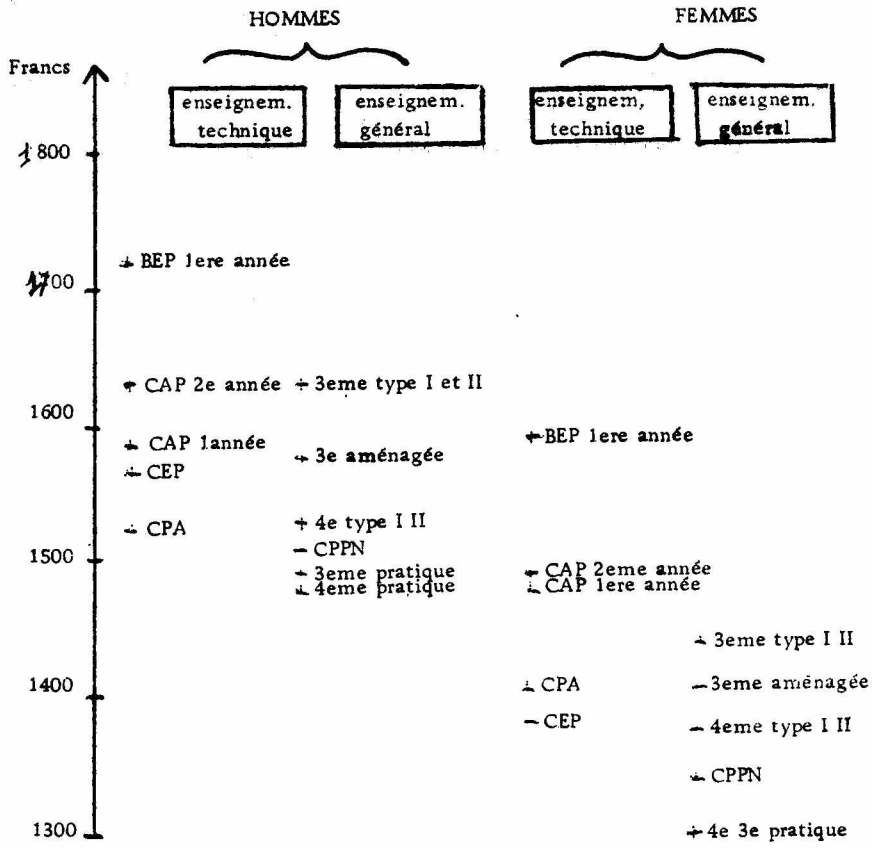 HOMMES
FEMMES
Francs
enseignem.
technique
enseignem.
général
enseignem,
technique
enseignem.
général
1800
BEP 1ere année
1700
CAP 2e année
3eme type I et II
1600
BEP 1ere année
CAP 1année
3e aménagée
CEP
4e type I II
CPA
CPPN
1500
3eme pratique
CAP 2eme année
4eme pratique
CAP 1ere année
3eme type I II
1400
CPA
3eme aménagée
CEP
4eme type I II
CPPN
1300
4e 3e pratique